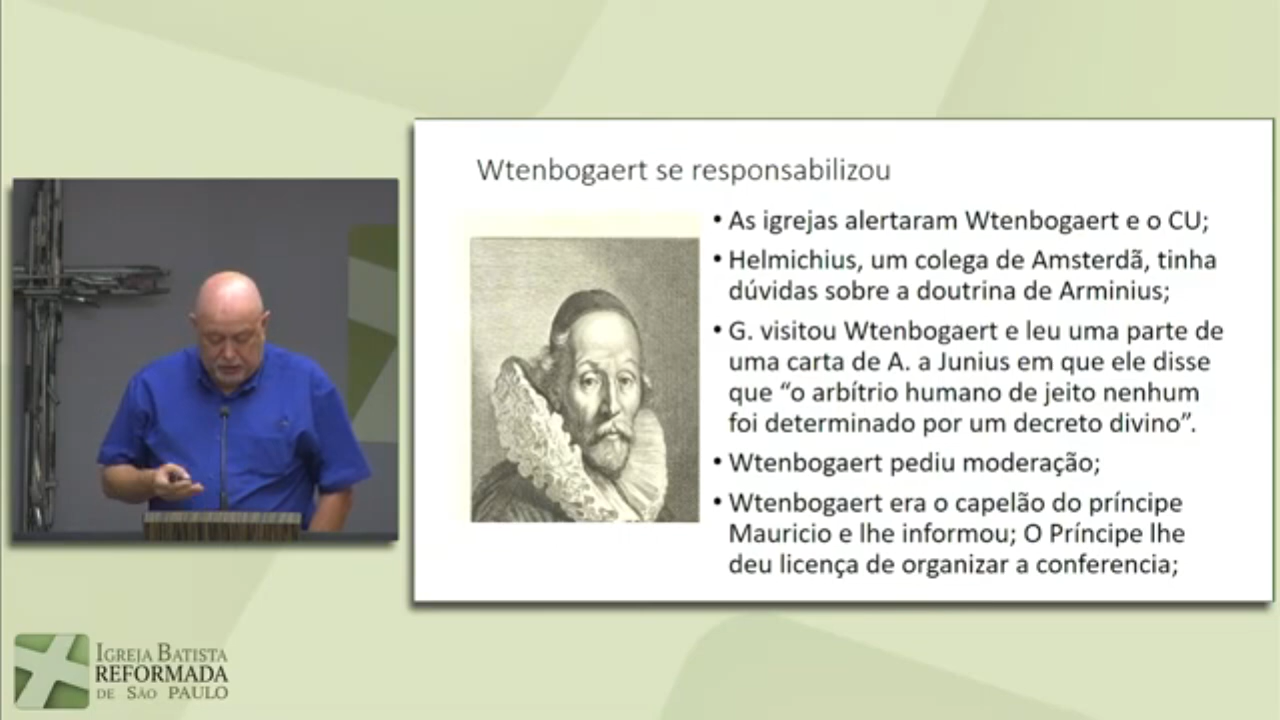 Wtenbogaert se responsabilizou
• As igrejas alertaram Wtenbogaert e o CU;
• Helmichius, um colega de Amsterdã, tinha
dúvidas sobre a doutrina de Arminius;
• G. visitou Wtenbogaert e leu uma parte de
uma carta de A. a Junius em que ele disse
que “o arbítrio humano de jeito nenhum
foi determinado por um decreto divino”.
• Wtenbogaert pediu moderação;
• Wtenbogaert era o capelão do príncipe
Mauricio e lhe informou; O Príncipe lhe
deu licença de organizar a conferencia;
IGREJA BATISTA
REFORMADA
DE SÃO PAULO